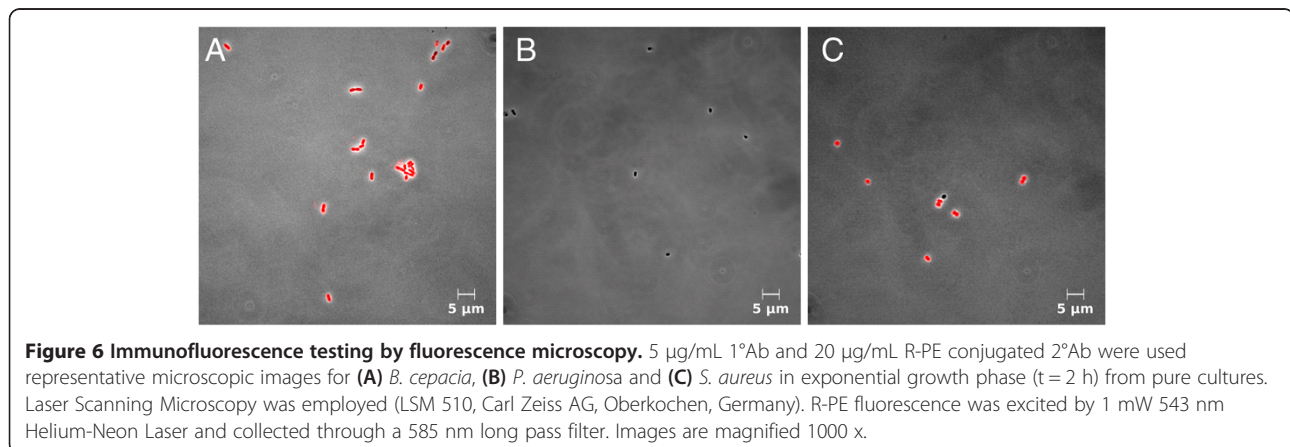 A B C
5 µm 5 µm 5 µm
Figure 6 Immunofluorescence testing by fluorescence microscopy. 5 µg/mL 1°Ab and 20 µg/mL R-PE conjugated 2°Ab were used
representative microscopic images for (A) B. cepacia, (B) P. aeruginosa and (C) S. aureus in exponential growth phase (t = 2 h) from pure cultures.
Laser Scanning Microscopy was employed (LSM 510, Carl Zeiss AG, Oberkochen, Germany). R-PE fluorescence was excited by 1 mW 543 nm
Helium-Neon Laser and collected through a 585 nm long pass filter. Images are magnified 1000 x.